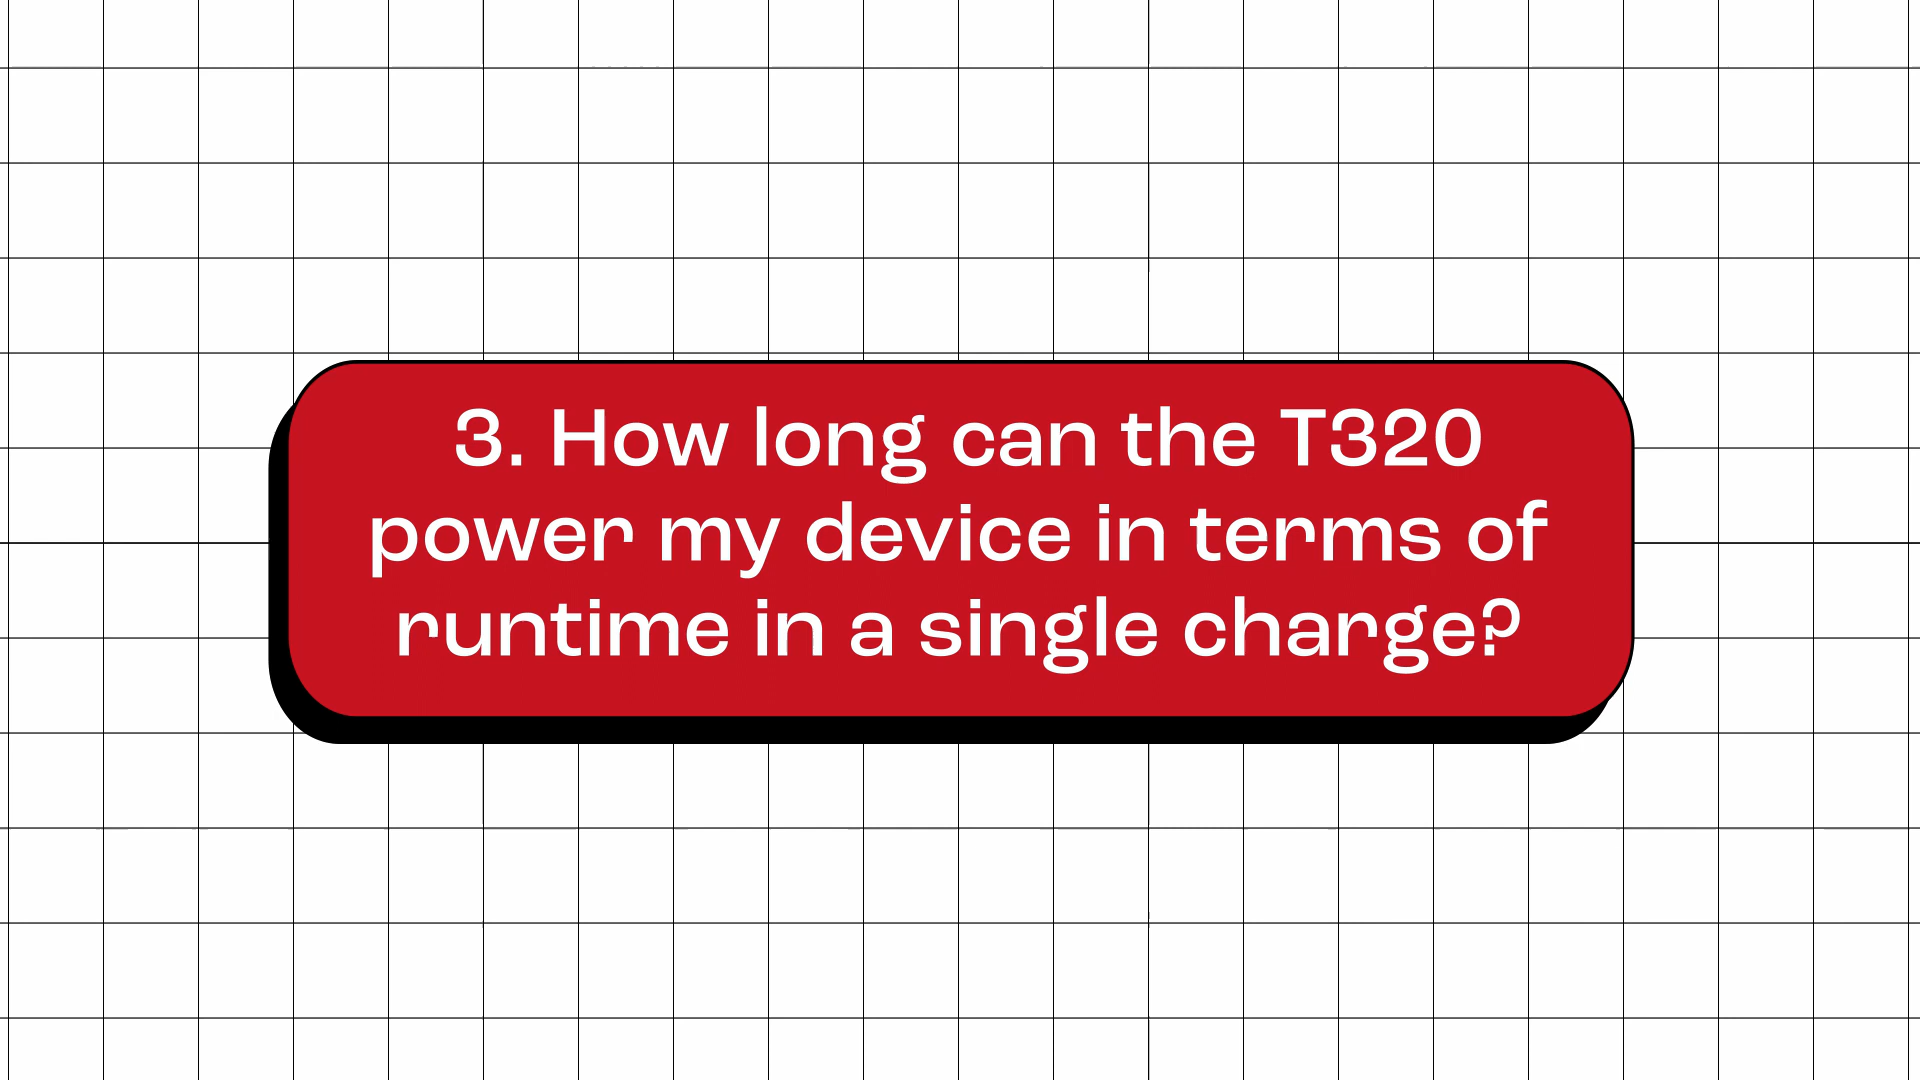 3. How long can the T320
power my device in terms of
runtime in a single charge?